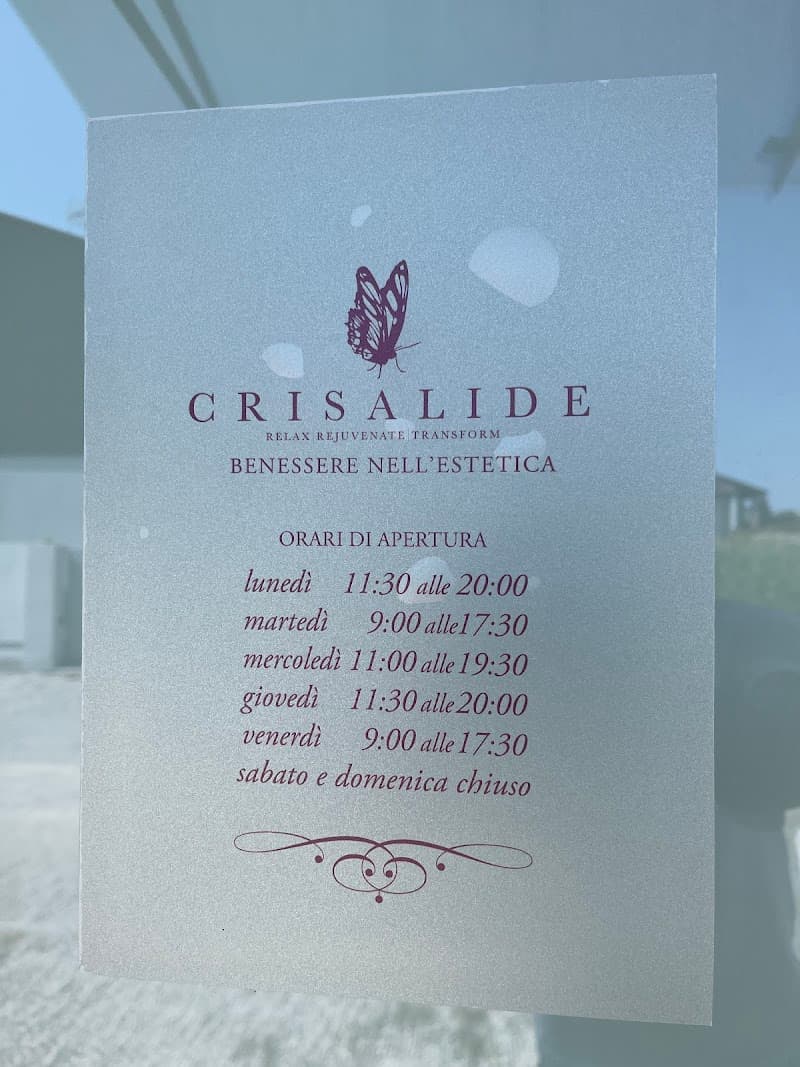 CRISALIDE
RELAX|REJUVENATE|TRANSFORM
BENESSERE NELL'ESTETICA
ORARI DI APERTURA
lunedì 11:30 alle 20:00
martedì 9:00 alle 17:30
mercoledì 11:00 alle 19:30
giovedì 11:30 alle 20:00
venerdì 9:00 alle 17:30
sabato e domenica chiuso